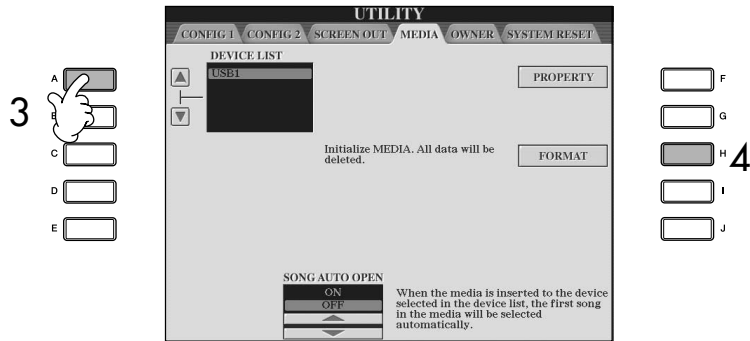 UTILITY
CONFIG 1 CONFIG 2 SCREEN OUT MEDIA OWNER SYSTEM RESET
DEVICE LIST
USB1
PROPERTY
Initialize MEDIA. All data will be
deleted.
FORMAT
SONG AUTO OPEN
ON
OFF
When the media is inserted to the device
selected in the device list, the first song
in the media will be selected
automatically.
3
A
B
C
D
E
F
G
H
4
I
J